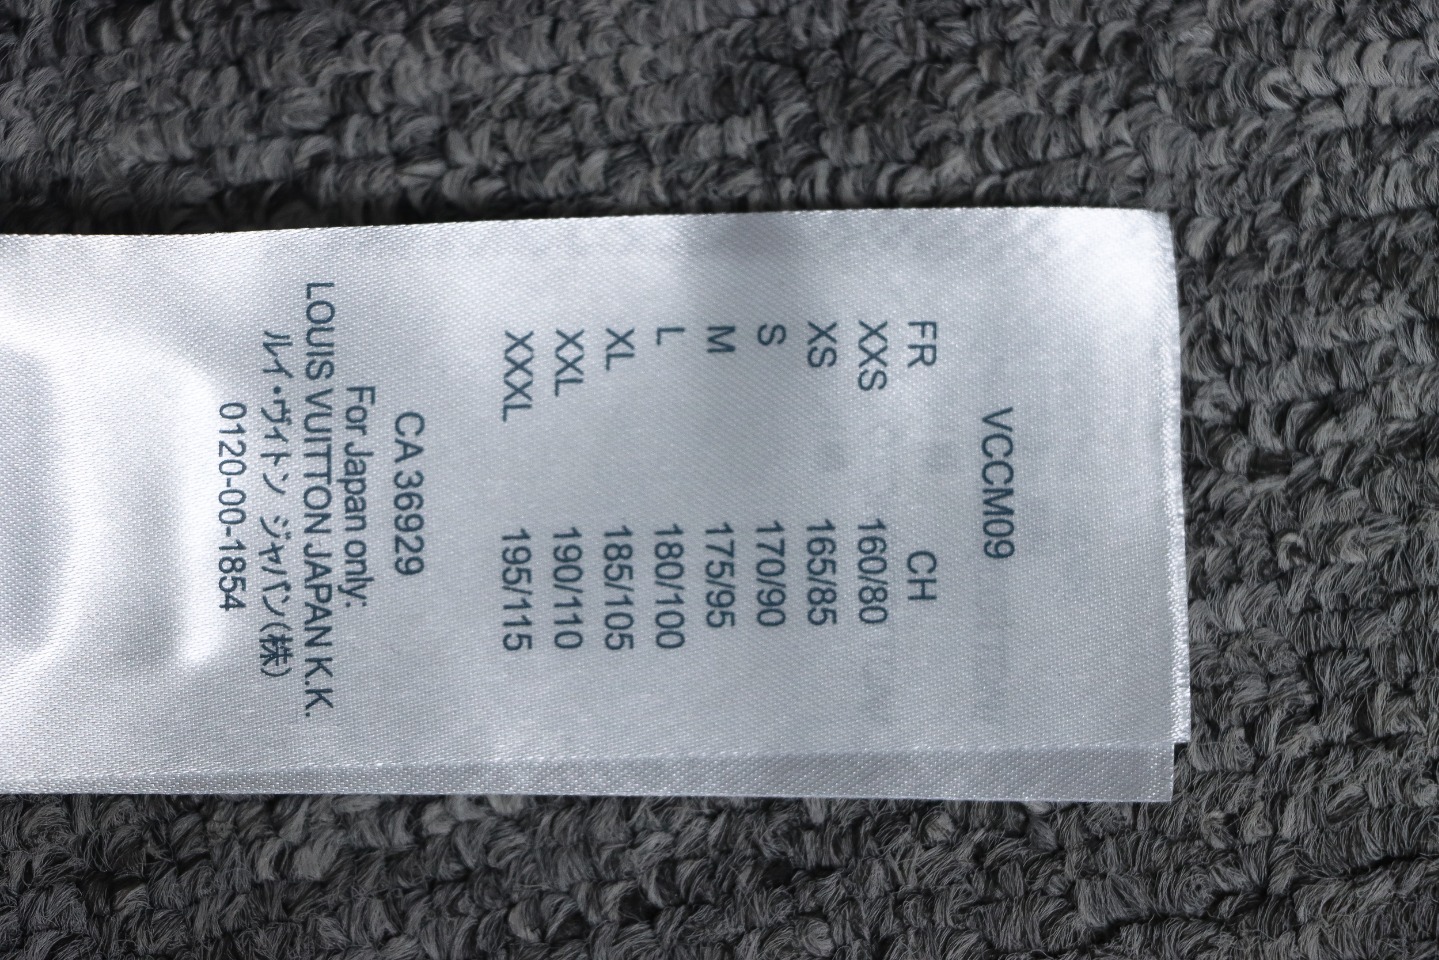 VCCM09
FR CH
XXS 160/80
XS 165/85
S 170/90
M 175/95
L 180/100
XL 185/105
XXL 190/110
XXXL 195/115
CA 36929
For Japan only:
LOUIS VUITTON JAPAN K.K.
ルイ・ヴィトン ジャパン(株)
0120-00-1854